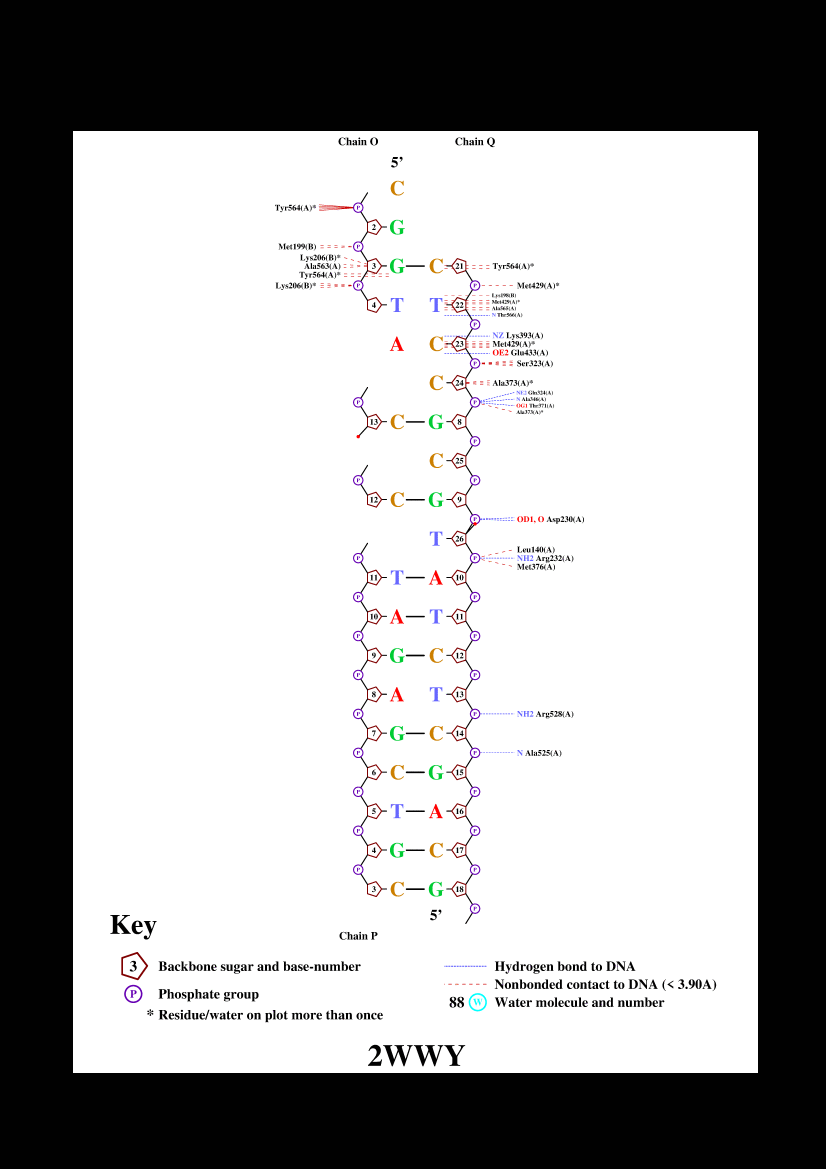 Chain O Chain Q
5’
C
Tyr564(A)* P
2 G
Met199(B) P
Lys206(B)*
Ala563(A) 3 G C 21 Tyr564(A)*
Tyr564(A)*
Lys206(B)* P P Met429(A)*
Lys198(B)
Met429(A)*
4 T T 22 Ala563(A)
N Thr566(A)
P
NZ Lys393(A)
A C 23 Met429(A)*
OE2 Glu433(A)
P Ser323(A)
C 24 Ala373(A)*
NE2 Gln324(A)
N Ala346(A)
P P OG1 Thr371(A)
Ala373(A)*
13 C G 8
P
C 25
P P
12 C G 9
P OD1, O Asp230(A)
T 26
Leu140(A)
P P NH2 Arg232(A)
Met376(A)
11 T A 10
P P
10 A T 11
P P
9 G C 12
P P
8 A T 13
P P NH2 Arg528(A)
7 G C 14
P P N Ala525(A)
6 C G 15
P P
5 T A 16
P P
4 G C 17
P P
3 C G 18
P
5’
Key
Chain P
3 Backbone sugar and base-number
P Phosphate group
* Residue/water on plot more than once
Hydrogen bond to DNA
Nonbonded contact to DNA (< 3.90A)
88 W Water molecule and number
2WWY